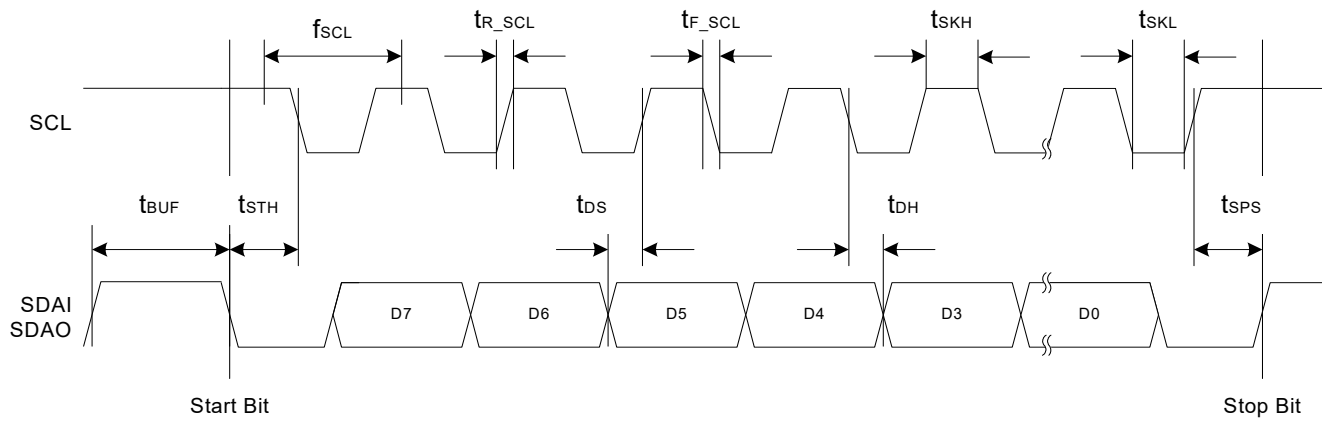 fSCL
tR_SCL
tF_SCL
tSKH
tSKL
SCL
tBUF
tSTH
tDS
tDH
tSPS
SDAI
SDAO
D7
D6
D5
D4
D3
D0
Start Bit
Stop Bit